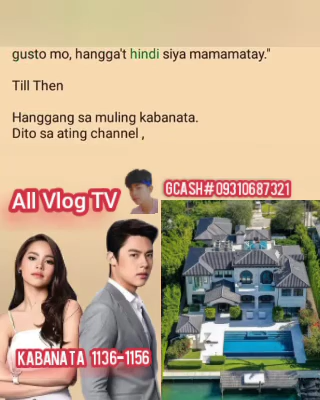 gusto mo, hangga't hindi siya mamamatay."
Till Then
Hanggang sa muling kabanata.
Dito sa ating channel ,
All Vlog TV
GCASH#09310687321
KABANATA 1136-1156